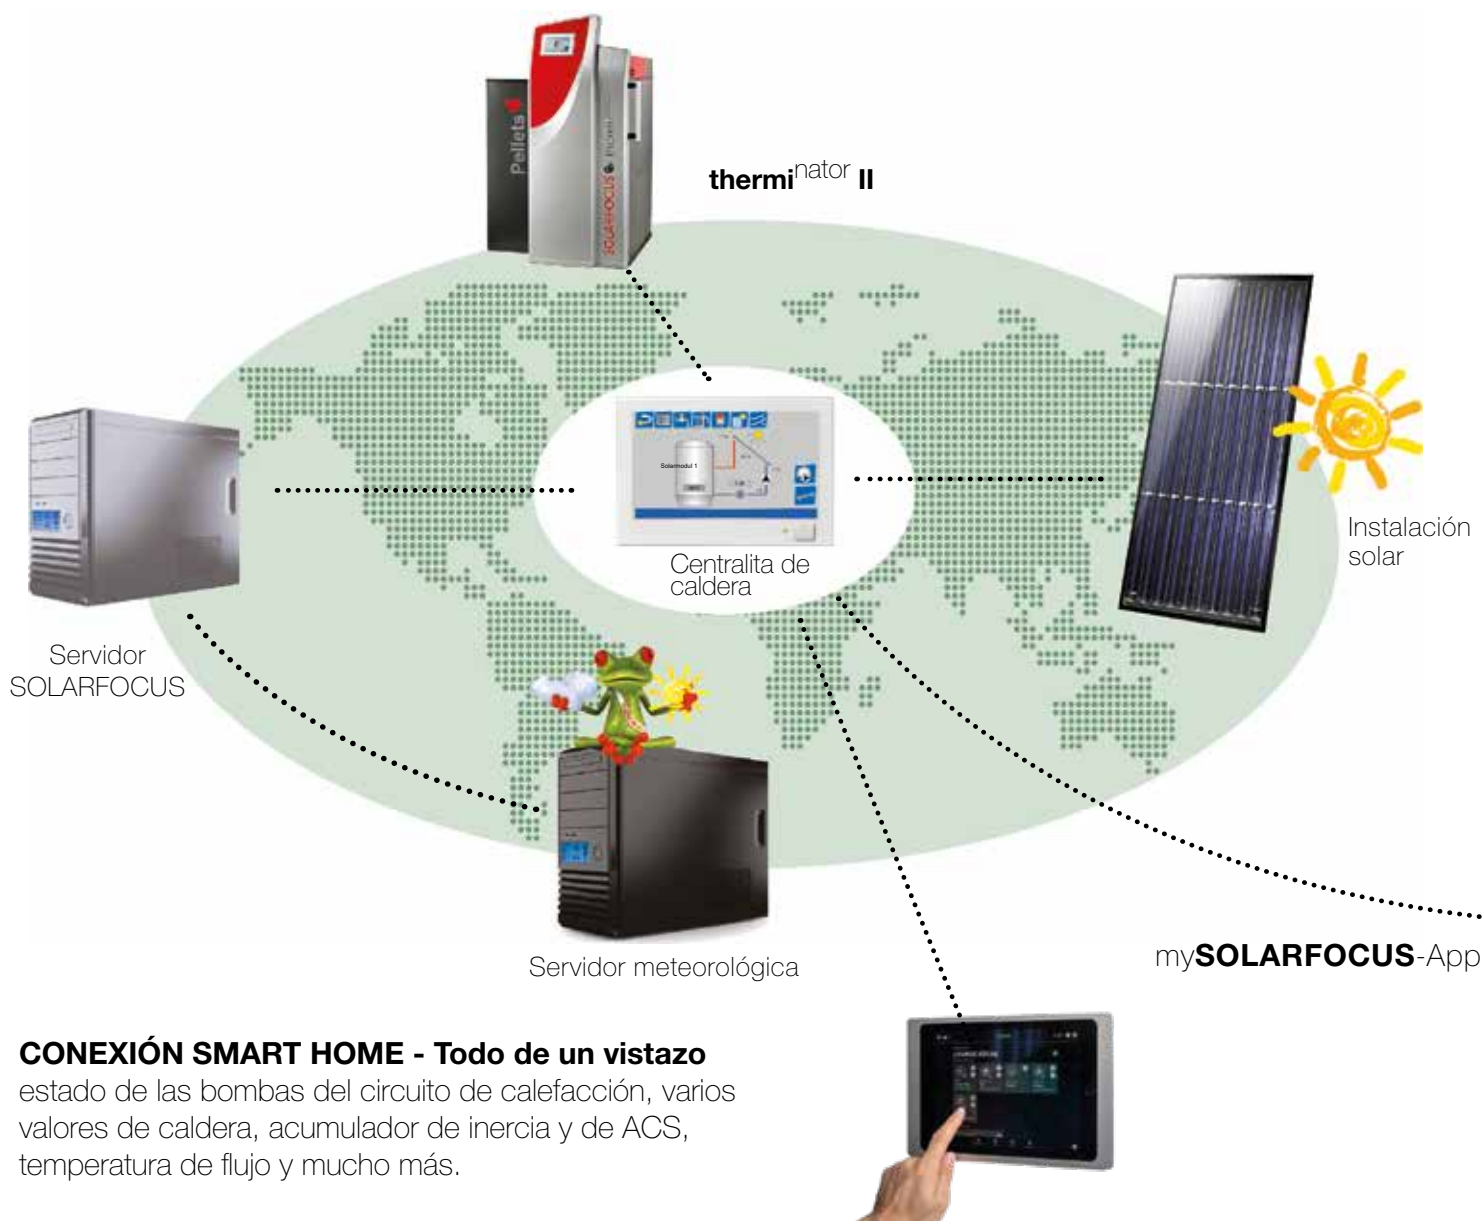 Pellets
SOLARFOCUS
therminator II
Solarmodul 1
Centralita de
caldera
Instalación
solar
Servidor
SOLARFOCUS
Servidor meteorológica
mySOLARFOCUS-App
CONEXIÓN SMART HOME - Todo de un vistazo
estado de las bombas del circuito de calefacción, varios
valores de caldera, acumulador de inercia y de ACS,
temperatura de flujo y mucho más.